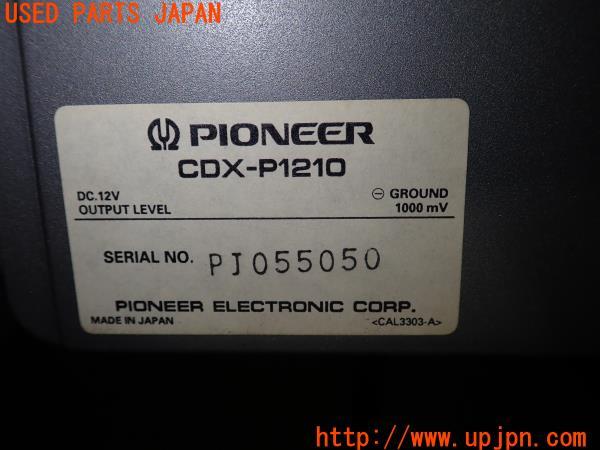 USED PARTS JAPAN
PIONEER
CDX-P1210
DC.12V ⊖ GROUND
OUTPUT LEVEL 1000 mV
SERIAL NO. PJ055050
PIONEER ELECTRONIC CORP.
MADE IN JAPAN <CAL3303-A>
http://www.upjpn.com/